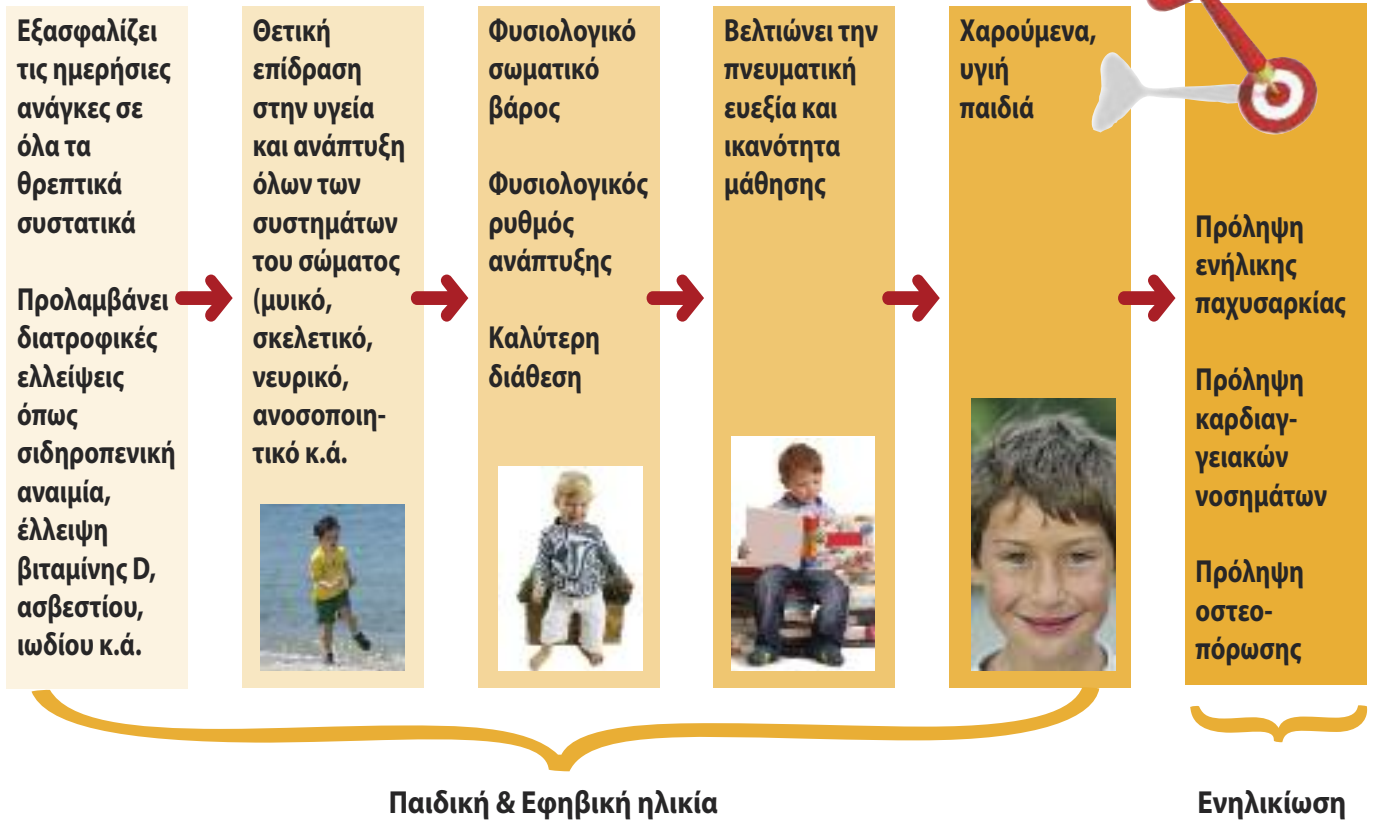 Εξασφαλίζει
τις ημερήσιες
ανάγκες σε
όλα τα
θρεπτικά
συστατικά
Προλαμβάνει
διατροφικές
ελλείψεις
όπως
σιδηροπενική
αναιμία,
έλλειψη
βιταμίνης D,
ασβεστίου,
ιωδίου κ.ά.
Θετική
επίδραση
στην υγεία
και ανάπτυξη
όλων των
συστημάτων
του σώματος
(μυικό,
σκελετικό,
νευρικό,
ανοσοποιη-
τικό κ.ά.
Φυσιολογικό
σωματικό
βάρος
Φυσιολογικός
ρυθμός
ανάπτυξης
Καλύτερη
διάθεση
Βελτιώνει την
πνευματική
ευεξία και
ικανότητα
μάθησης
Χαρούμενα,
υγιή
παιδιά
Πρόληψη
ενήλικης
παχυσαρκίας
Πρόληψη
καρδιαγ-
γειακών
νοσημάτων
Πρόληψη
οστεο-
πόρωσης
Παιδική & Εφηβική ηλικία
Ενηλικίωση